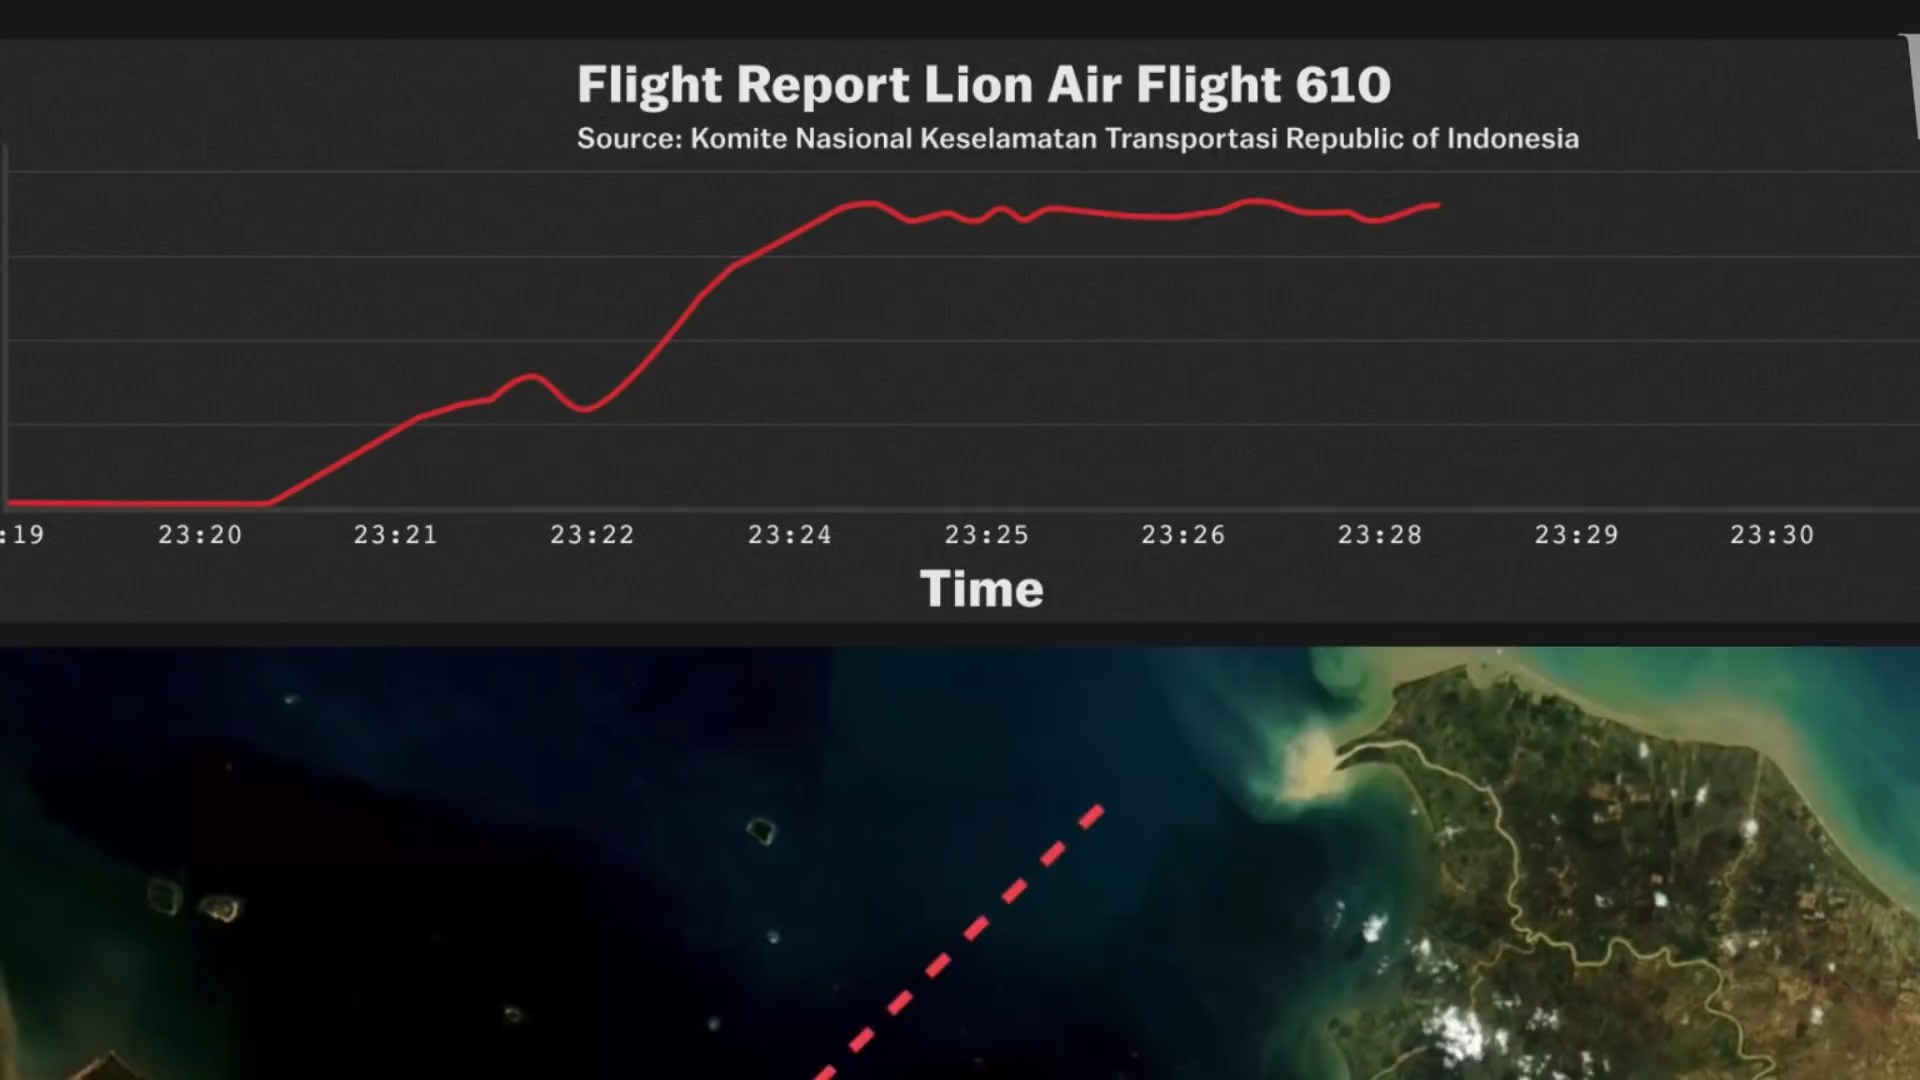 Flight Report Lion Air Flight 610
Source: Komite Nasional Keselamatan Transportasi Republic of Indonesia
:19 23:20 23:21 23:22 23:24 23:25 23:26 23:28 23:29 23:30
Time